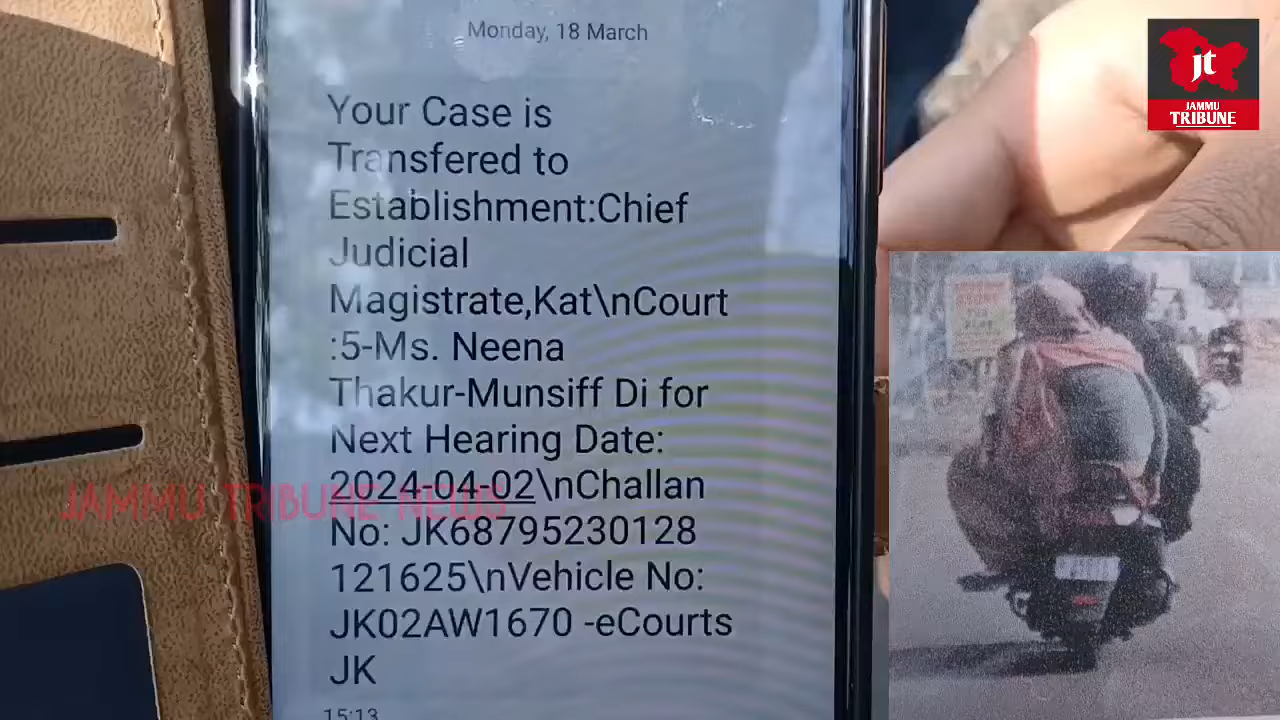 Monday, 18 March
Your Case is
Transfered to
Establishment:Chief
Judicial
Magistrate,Kat\nCourt
:5-Ms. Neena
Thakur-Munsiff Di for
Next Hearing Date:
2024-04-02\nChallan
No: JK68795230128
121625\nVehicle No:
JK02AW1670 -eCourts
JK
15:13
JAMMU TRIBUNE NEWS
jt
JAMMU
TRIBUNE